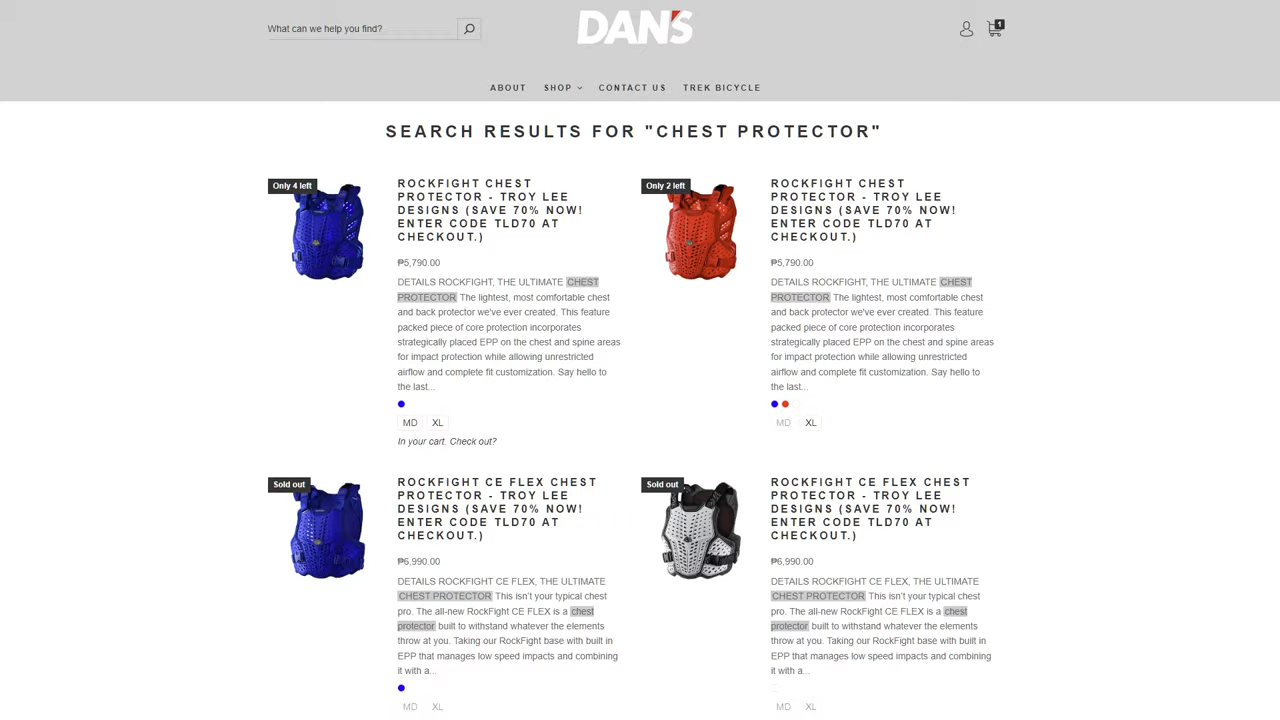 What can we help you find?
DAN'S
1
ABOUT
SHOP
CONTACT US
TREK BICYCLE
SEARCH RESULTS FOR "CHEST PROTECTOR"
Only 4 left
ROCKFIGHT CHEST
PROTECTOR - TROY LEE
DESIGNS (SAVE 70% NOW!
ENTER CODE TLD70 AT
CHECKOUT.)
₱5,790.00
DETAILS ROCKFIGHT, THE ULTIMATE CHEST
PROTECTOR The lightest, most comfortable chest
and back protector we've ever created. This feature
packed piece of core protection incorporates
strategically placed EPP on the chest and spine areas
for impact protection while allowing unrestricted
airflow and complete fit customization. Say hello to
the last...
MD XL
In your cart. Check out?
Only 2 left
ROCKFIGHT CHEST
PROTECTOR - TROY LEE
DESIGNS (SAVE 70% NOW!
ENTER CODE TLD70 AT
CHECKOUT.)
₱5,790.00
DETAILS ROCKFIGHT, THE ULTIMATE CHEST
PROTECTOR The lightest, most comfortable chest
and back protector we've ever created. This feature
packed piece of core protection incorporates
strategically placed EPP on the chest and spine areas
for impact protection while allowing unrestricted
airflow and complete fit customization. Say hello to
the last...
MD XL
Sold out
ROCKFIGHT CE FLEX CHEST
PROTECTOR - TROY LEE
DESIGNS (SAVE 70% NOW!
ENTER CODE TLD70 AT
CHECKOUT.)
₱6,990.00
DETAILS ROCKFIGHT CE FLEX, THE ULTIMATE
CHEST PROTECTOR This isn't your typical chest
pro. The all-new RockFight CE FLEX is a chest
protector built to withstand whatever the elements
throw at you. Taking our RockFight base with built in
EPP that manages low speed impacts and combining
it with a...
MD XL
Sold out
ROCKFIGHT CE FLEX CHEST
PROTECTOR - TROY LEE
DESIGNS (SAVE 70% NOW!
ENTER CODE TLD70 AT
CHECKOUT.)
₱6,990.00
DETAILS ROCKFIGHT CE FLEX, THE ULTIMATE
CHEST PROTECTOR This isn't your typical chest
pro. The all-new RockFight CE FLEX is a chest
protector built to withstand whatever the elements
throw at you. Taking our RockFight base with built in
EPP that manages low speed impacts and combining
it with a...
MD XL